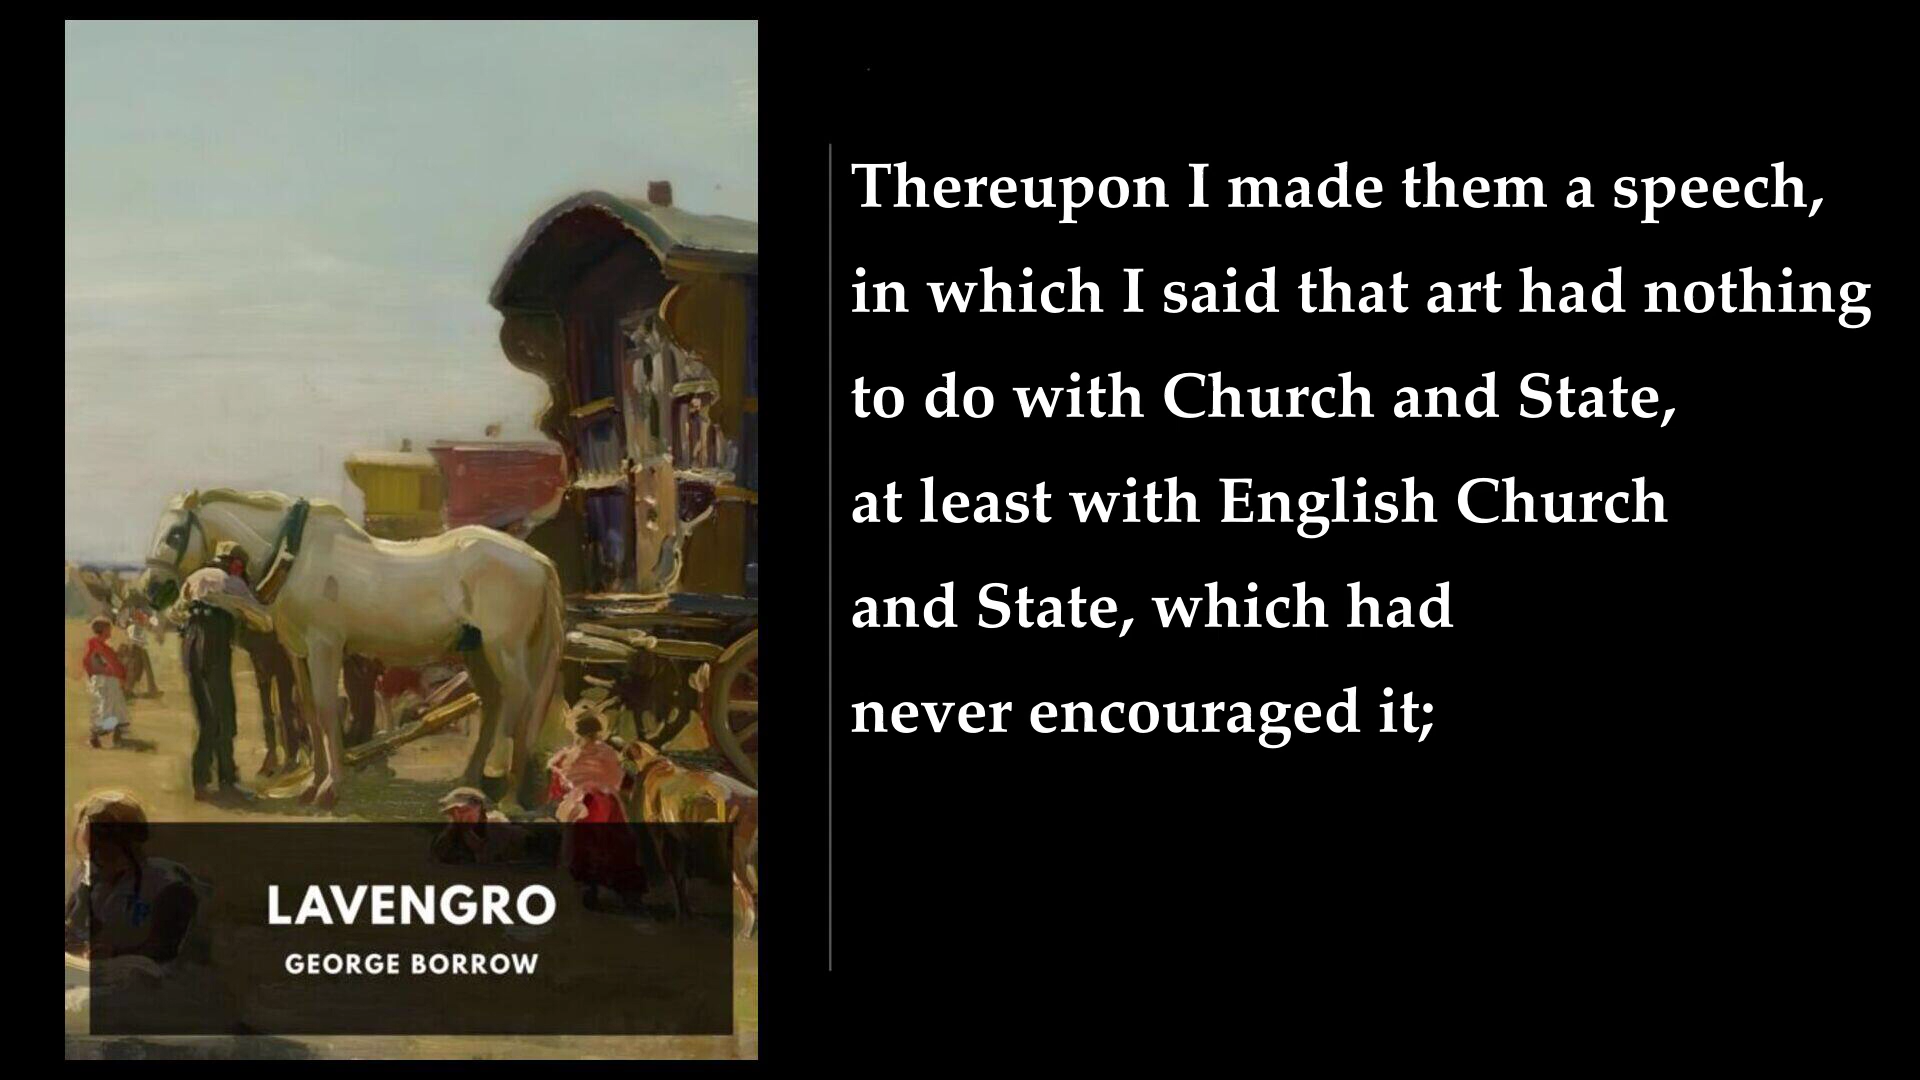 Thereupon I made them a speech,
in which I said that art had nothing
to do with Church and State,
at least with English Church
and State, which had
never encouraged it;
LAVENGRO
GEORGE BORROW